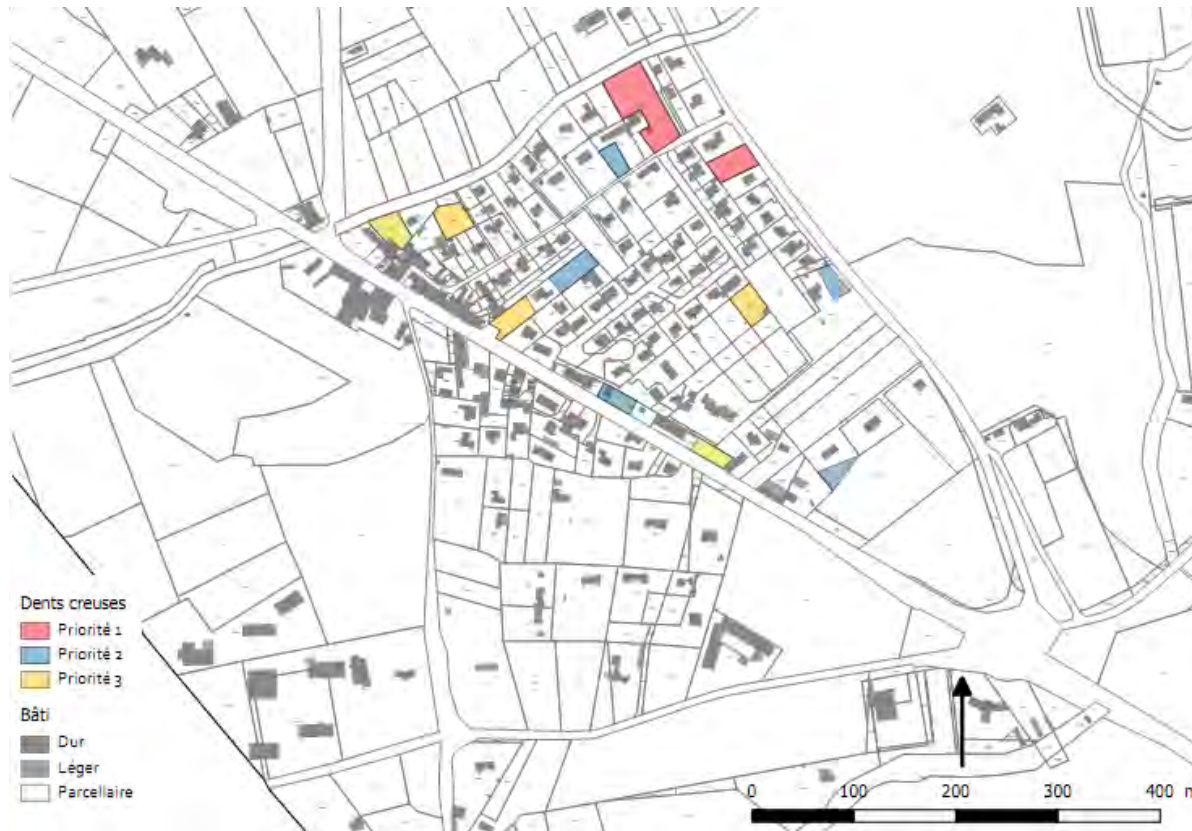 Dents creuses
Priorité 1
Priorité 2
Priorité 3
Bâti
Dur
Léger
Parcellaire
0 100 200 300 400 m